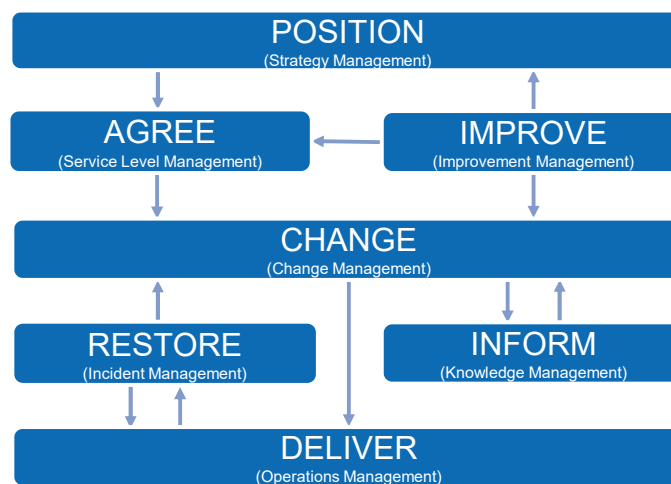 POSITION
(Strategy Management)
AGREE
(Service Level Management)
IMPROVE
(Improvement Management)
CHANGE
(Change Management)
RESTORE
(Incident Management)
INFORM
(Knowledge Management)
DELIVER
(Operations Management)